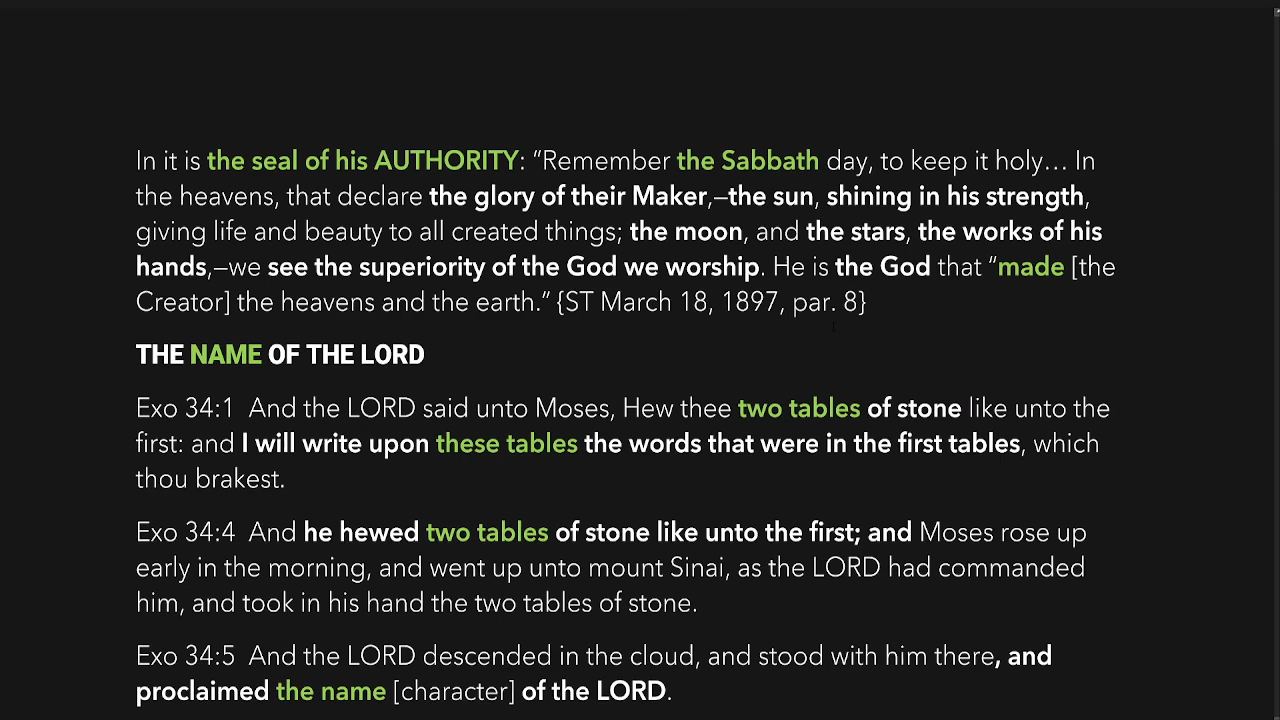 In it is the seal of his AUTHORITY: “Remember the Sabbath day, to keep it holy… In
the heavens, that declare the glory of their Maker,—the sun, shining in his strength,
giving life and beauty to all created things; the moon, and the stars, the works of his
hands,—we see the superiority of the God we worship. He is the God that “made [the
Creator] the heavens and the earth.” {ST March 18, 1897, par. 8}
THE NAME OF THE LORD
Exo 34:1  And the LORD said unto Moses, Hew thee two tables of stone like unto the
first: and I will write upon these tables the words that were in the first tables, which
thou brakest.
Exo 34:4  And he hewed two tables of stone like unto the first; and Moses rose up
early in the morning, and went up unto mount Sinai, as the LORD had commanded
him, and took in his hand the two tables of stone.
Exo 34:5  And the LORD descended in the cloud, and stood with him there, and
proclaimed the name [character] of the LORD.